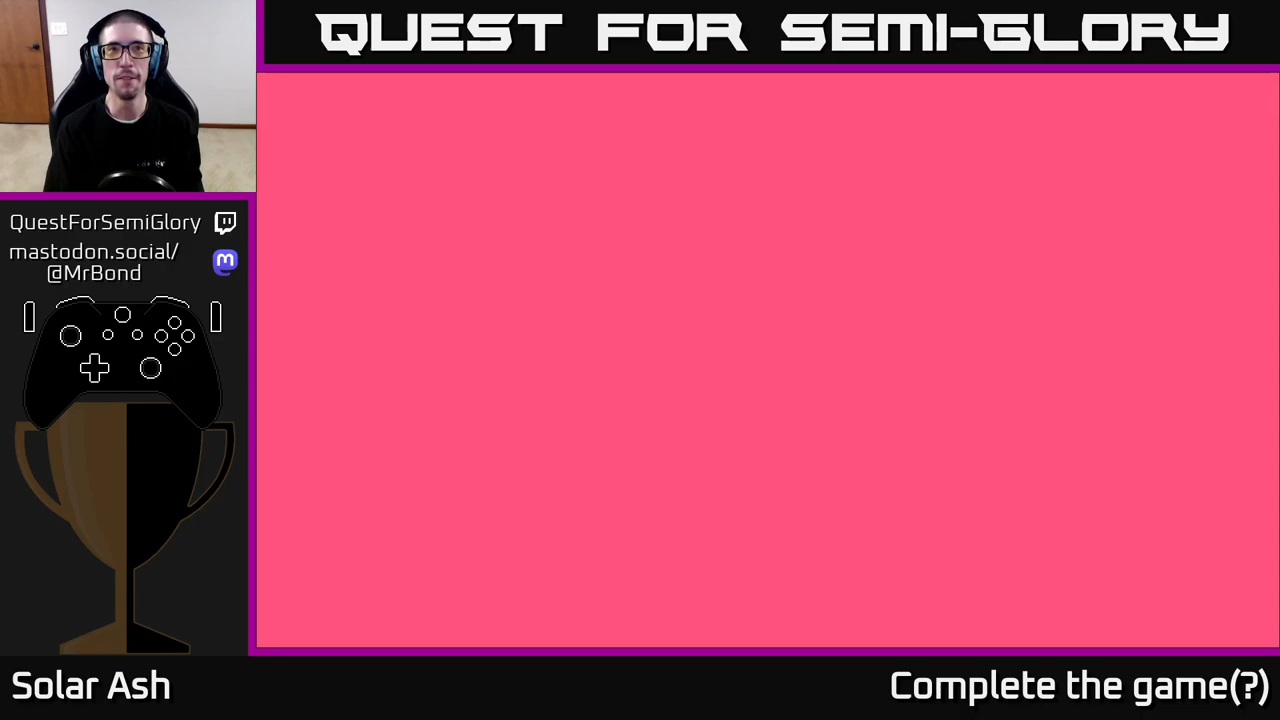 QUEST FOR SEMI-GLORY
QuestForSemiGlory
mastodon.social/
@MrBond
Solar Ash
Complete the game(?)